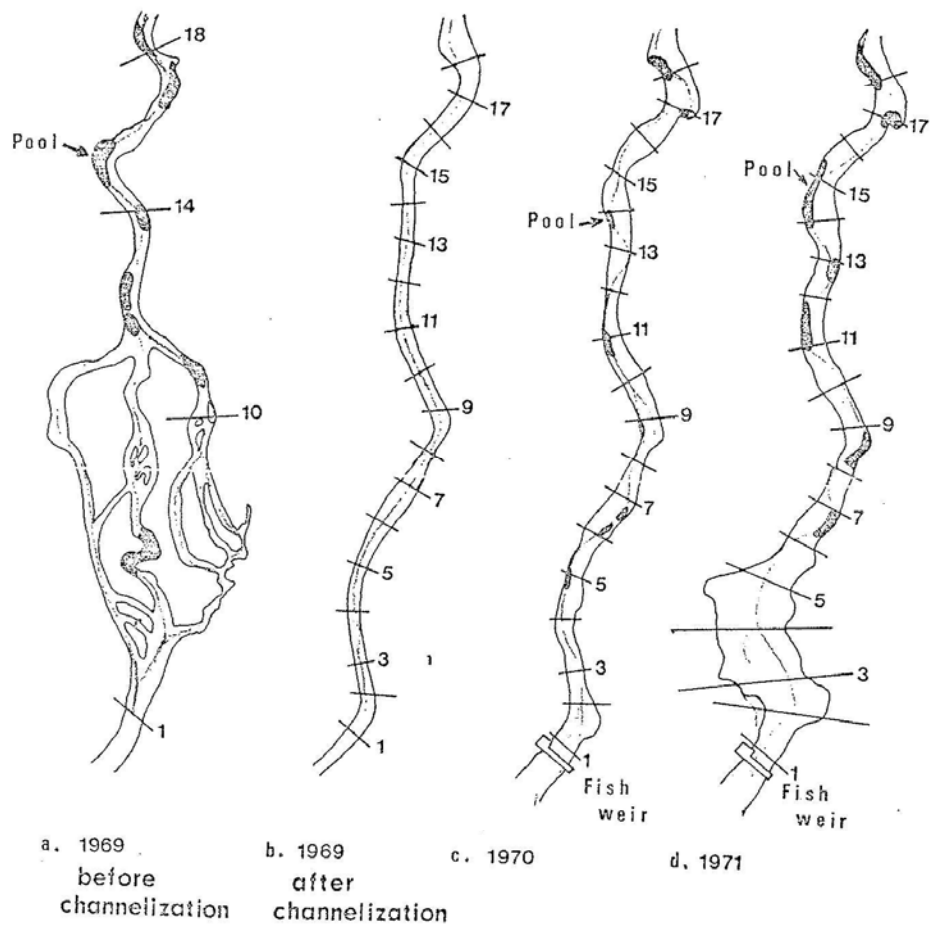 18
Pool
14
10
1
17
15
13
11
9
7
5
3
1
17
15
Pool
13
11
9
7
5
3
1
Fish
weir
17
Pool
15
13
11
9
7
5
3
1
Fish
weir
a. 1969
before
channelization
b. 1969
after
channelization
c. 1970
d. 1971